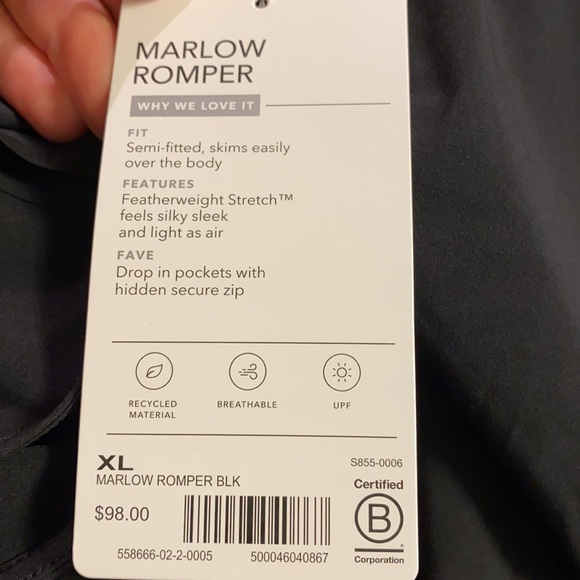 MARLOW
ROMPER
WHY WE LOVE IT
FIT
Semi-fitted, skims easily
over the body
FEATURES
Featherweight Stretch™
feels silky sleek
and light as air
FAVE
Drop in pockets with
hidden secure zip
RECYCLED
MATERIAL
BREATHABLE
UPF
XL
S855-0006
MARLOW ROMPER BLK
$98.00
558666-02-2-0005
500046040867
Certified
B
Corporation